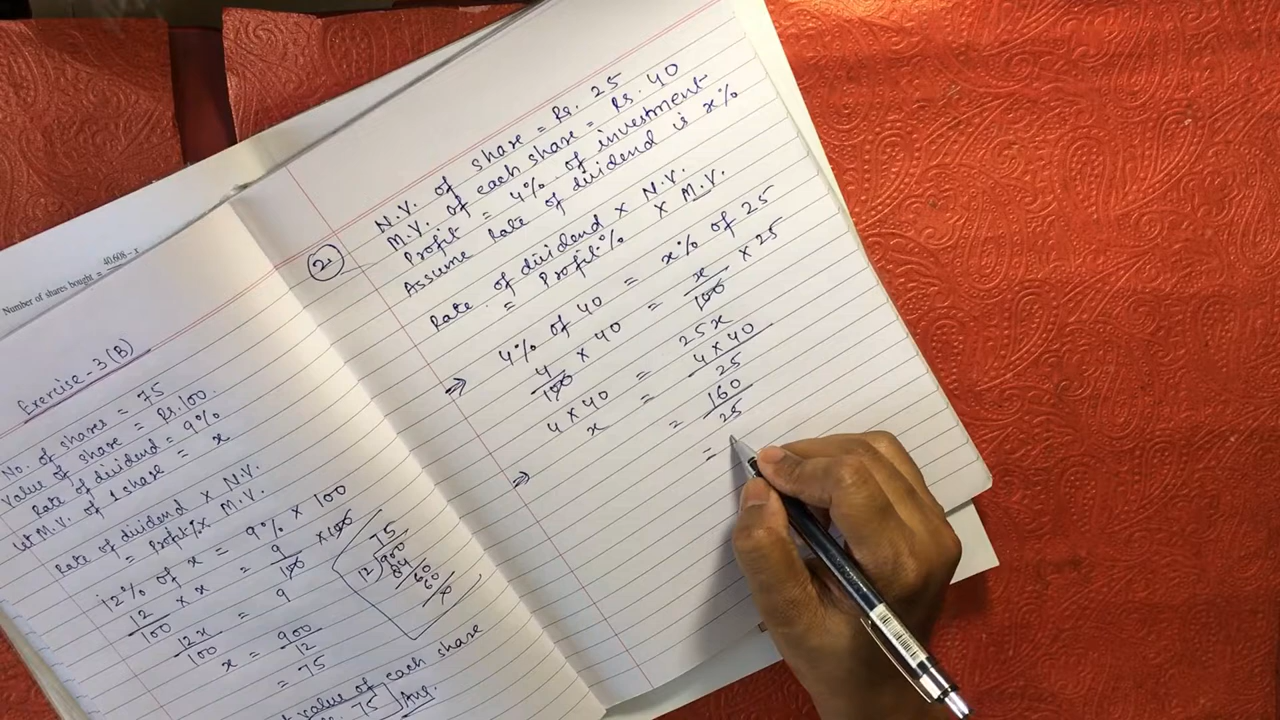 Number of shares bought = 40,608 - x
Exercise-3(B)
No. of shares = 75
Value of share = Rs. 100.
Rate of dividend = 9%
let M.V. of 1 share = x
Rate of dividend x N.V.
= Profit% x M.V.
12% of x = 9% x 100
12/100 x x = 9/100 x 100
12x/100 = 9
x = 900/12
= 75
12)900 75
84
60
60
0
value of each share
75] Ans.
2.
N.V. of share = Rs. 25
M.V. of each share = Rs. 40
Profit = 4% of investment
Assume Rate of dividend is x%
Rate of dividend x N.V.
= Profit% x M.V.
⇒ 4% of 40 = x% of 25
4/100 x 40 = x/100 x 25
4 x 40 = 25x
x = 4 x 40/25
⇒ = 160/25
=